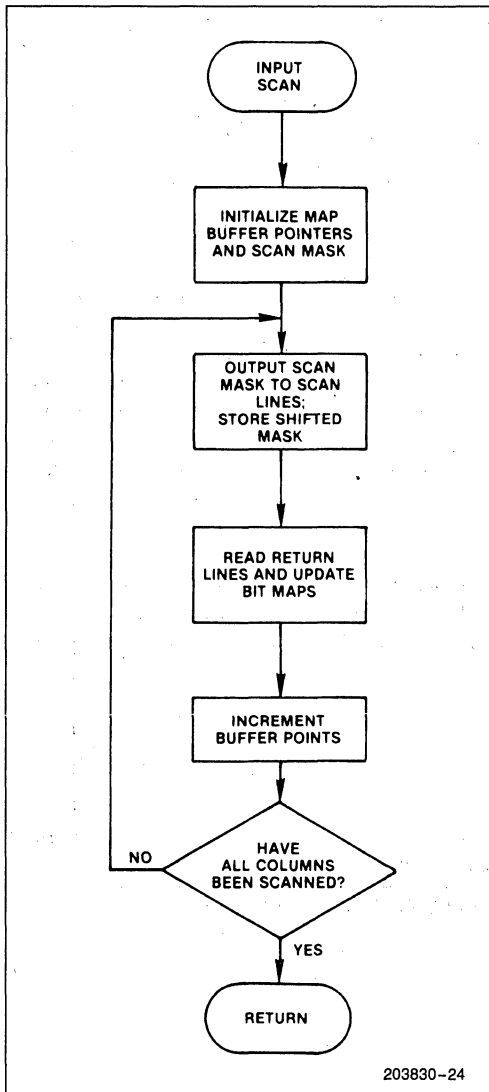 INPUT
SCAN
INITIALIZE MAP
BUFFER POINTERS
AND SCAN MASK
OUTPUT SCAN
MASK TO SCAN
LINES;
STORE SHIFTED
MASK
READ RETURN
LINES AND UPDATE
BIT MAPS
INCREMENT
BUFFER POINTS
HAVE
ALL COLUMNS
BEEN SCANNED?
NO
YES
RETURN
203830-24